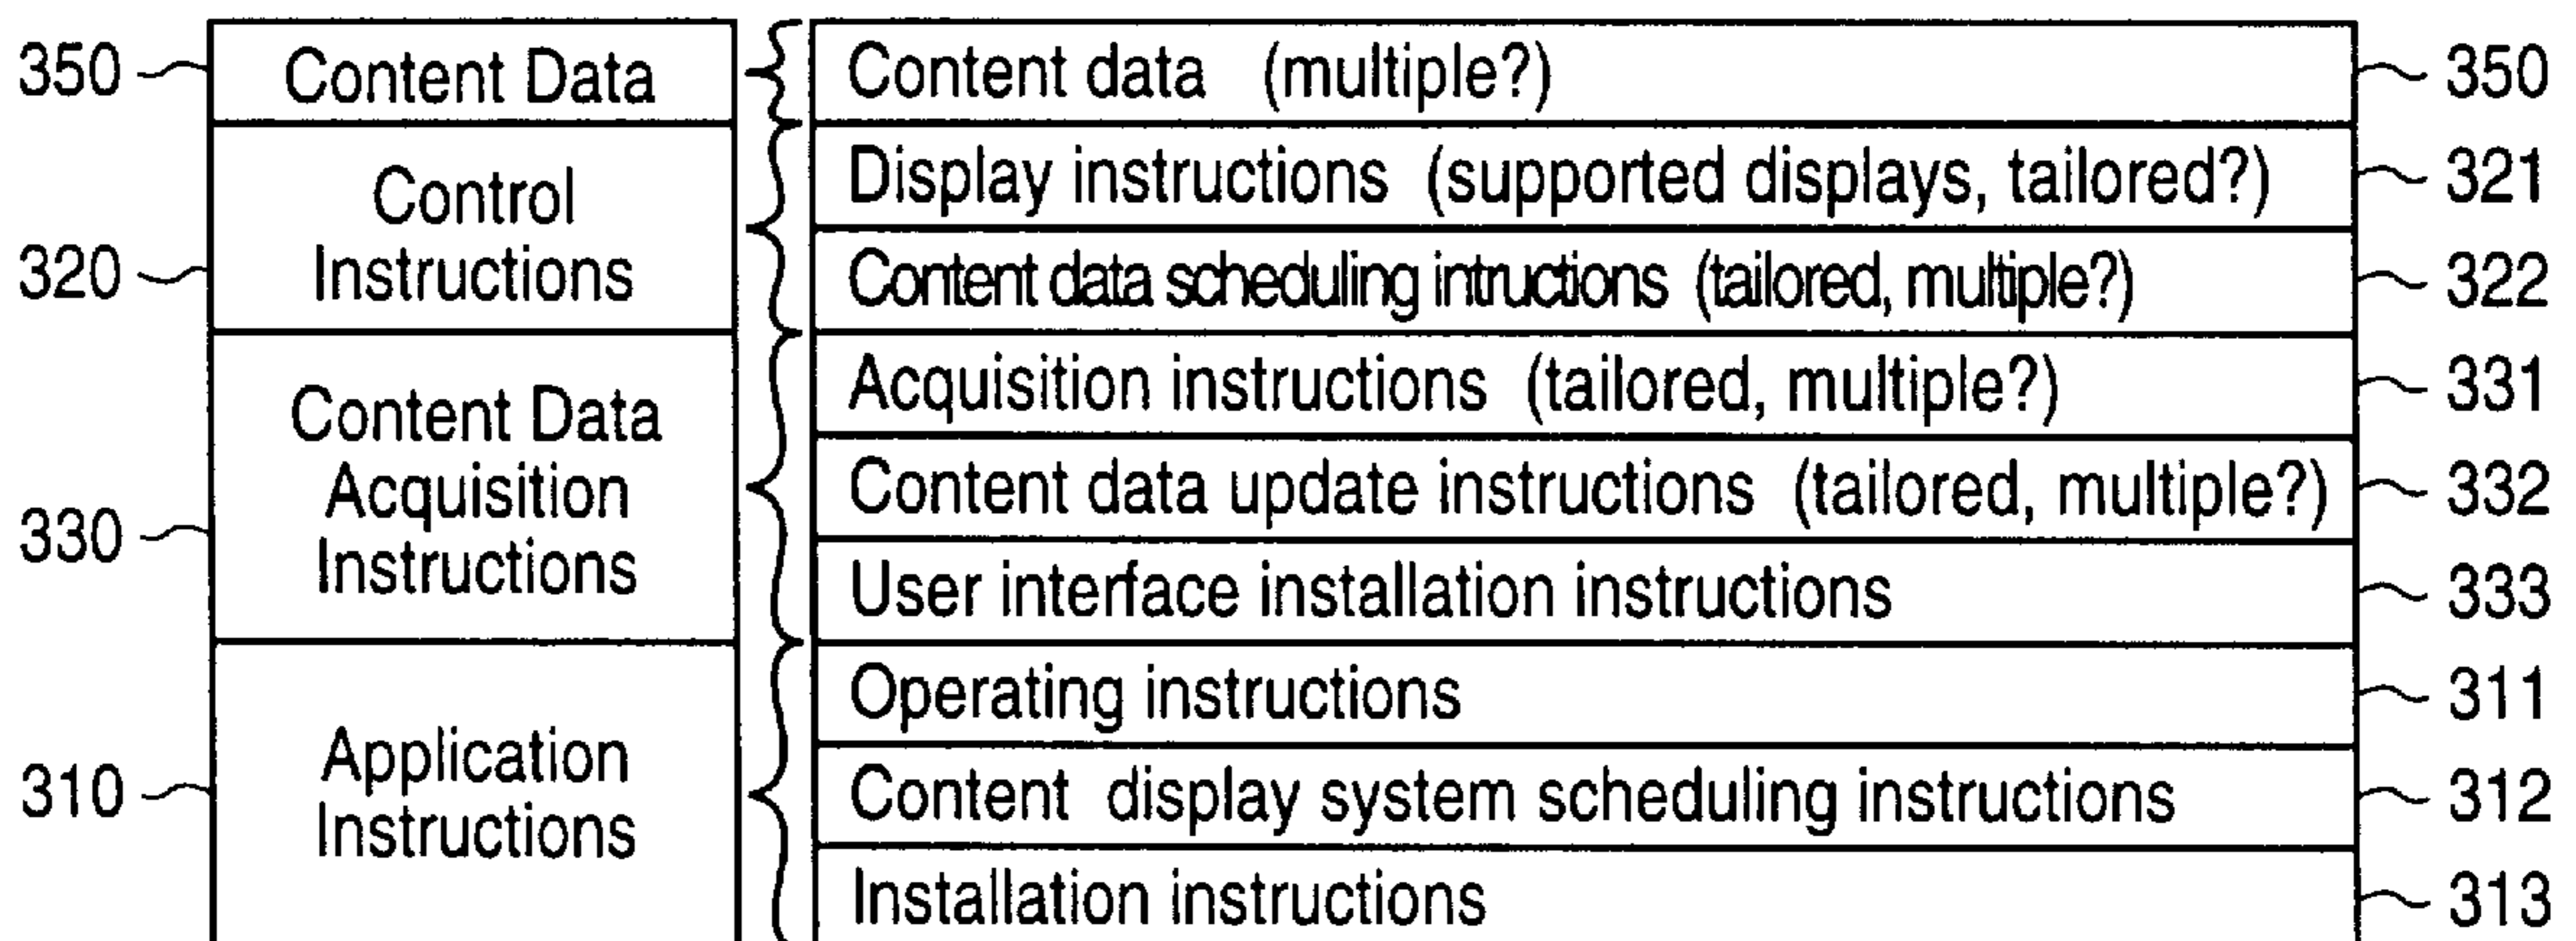 350 Content Data
Control
320 Instructions
Content Data
Acquisition
330 Instructions
Application
310 Instructions
Content data (multiple?) 350
Display instructions (supported displays, tailored?) 321
Content data scheduling intructions (tailored, multiple?) 322
Acquisition instructions (tailored, multiple?) 331
Content data update instructions (tailored, multiple?) 332
User interface installation instructions 333
Operating instructions 311
Content display system scheduling instructions 312
Installation instructions 313